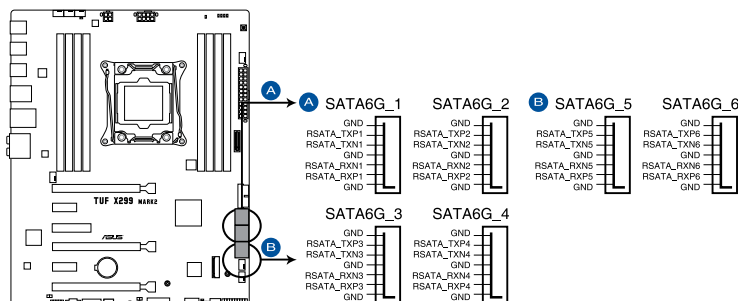 A
A SATA6G_1
GND
RSATA_TXP1
RSATA_TXN1
GND
RSATA_RXN1
RSATA_RXP1
GND
SATA6G_2
GND
RSATA_TXP2
RSATA_TXN2
GND
RSATA_RXN2
RSATA_RXP2
GND
B SATA6G_5
GND
RSATA_TXP5
RSATA_TXN5
GND
RSATA_RXN5
RSATA_RXP5
GND
SATA6G_6
GND
RSATA_TXP6
RSATA_TXN6
GND
RSATA_RXN6
RSATA_RXP6
GND
TUF X299 MARK2
ASUS
B
SATA6G_3
GND
RSATA_TXP3
RSATA_TXN3
GND
RSATA_RXN3
RSATA_RXP3
GND
SATA6G_4
GND
RSATA_TXP4
RSATA_TXN4
GND
RSATA_RXN4
RSATA_RXP4
GND